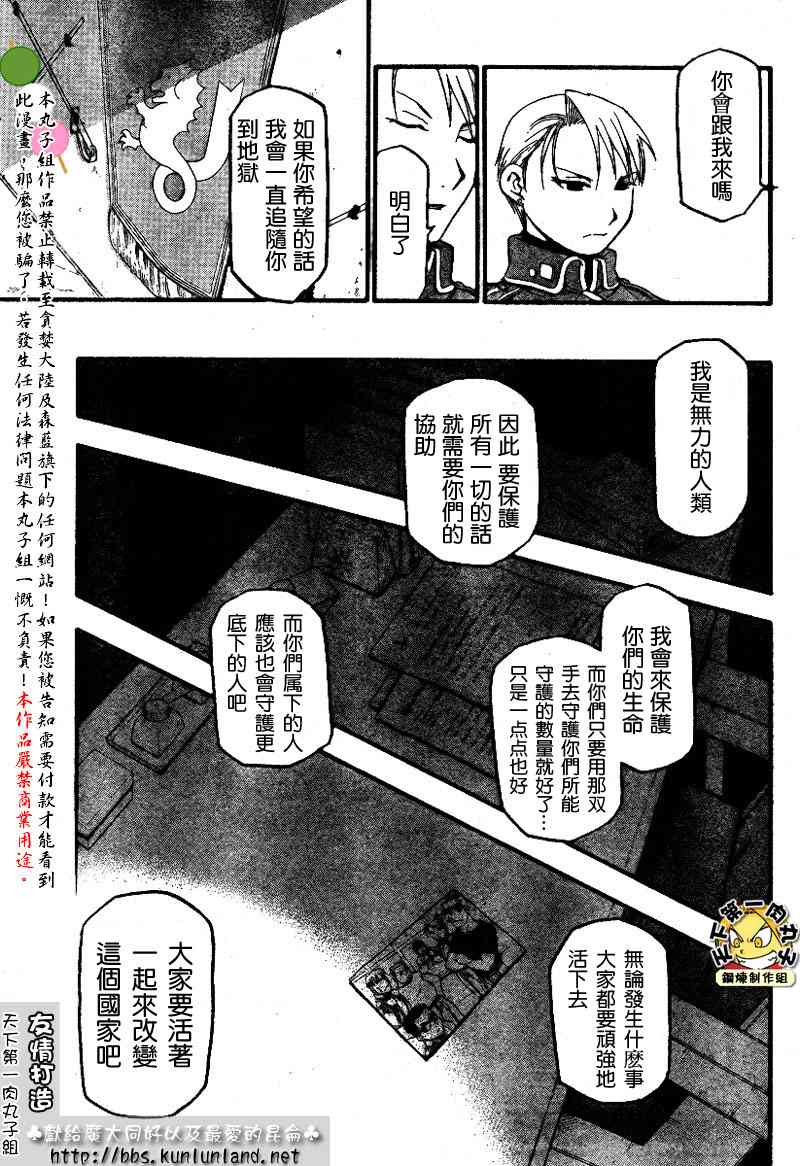 你會跟我來嗎
明白了
如果你希望的話
我會一直追隨你
到地獄
我是無力的人類
因此 要保護
所有一切的話
就需要你們的
協助
我會來保護
你們的生命
而你們只要用那双
手去守護你們所能
守護的數量就好了…
只是一点点也好
而你們属下的人
應該也會守護更
底下的人吧
無論發生什麼事
大家都要頑強地
活下去
大家要活著
一起來改變
這個國家吧
本丸子組作品禁止轉載至貪婪大陸及森藍旗下的任何網站！如果您被告知需要付款才能看到
此漫畫，那麼您被騙了。若發生任何法律問題本丸子組一慨不負責！本作品嚴禁商業用途。
天下第一肉丸子
鋼煉制作組
友情打造
天下第一肉丸子組
♣獻給廣大同好以及最愛的昆侖♣
http://bbs.kunlunland.net